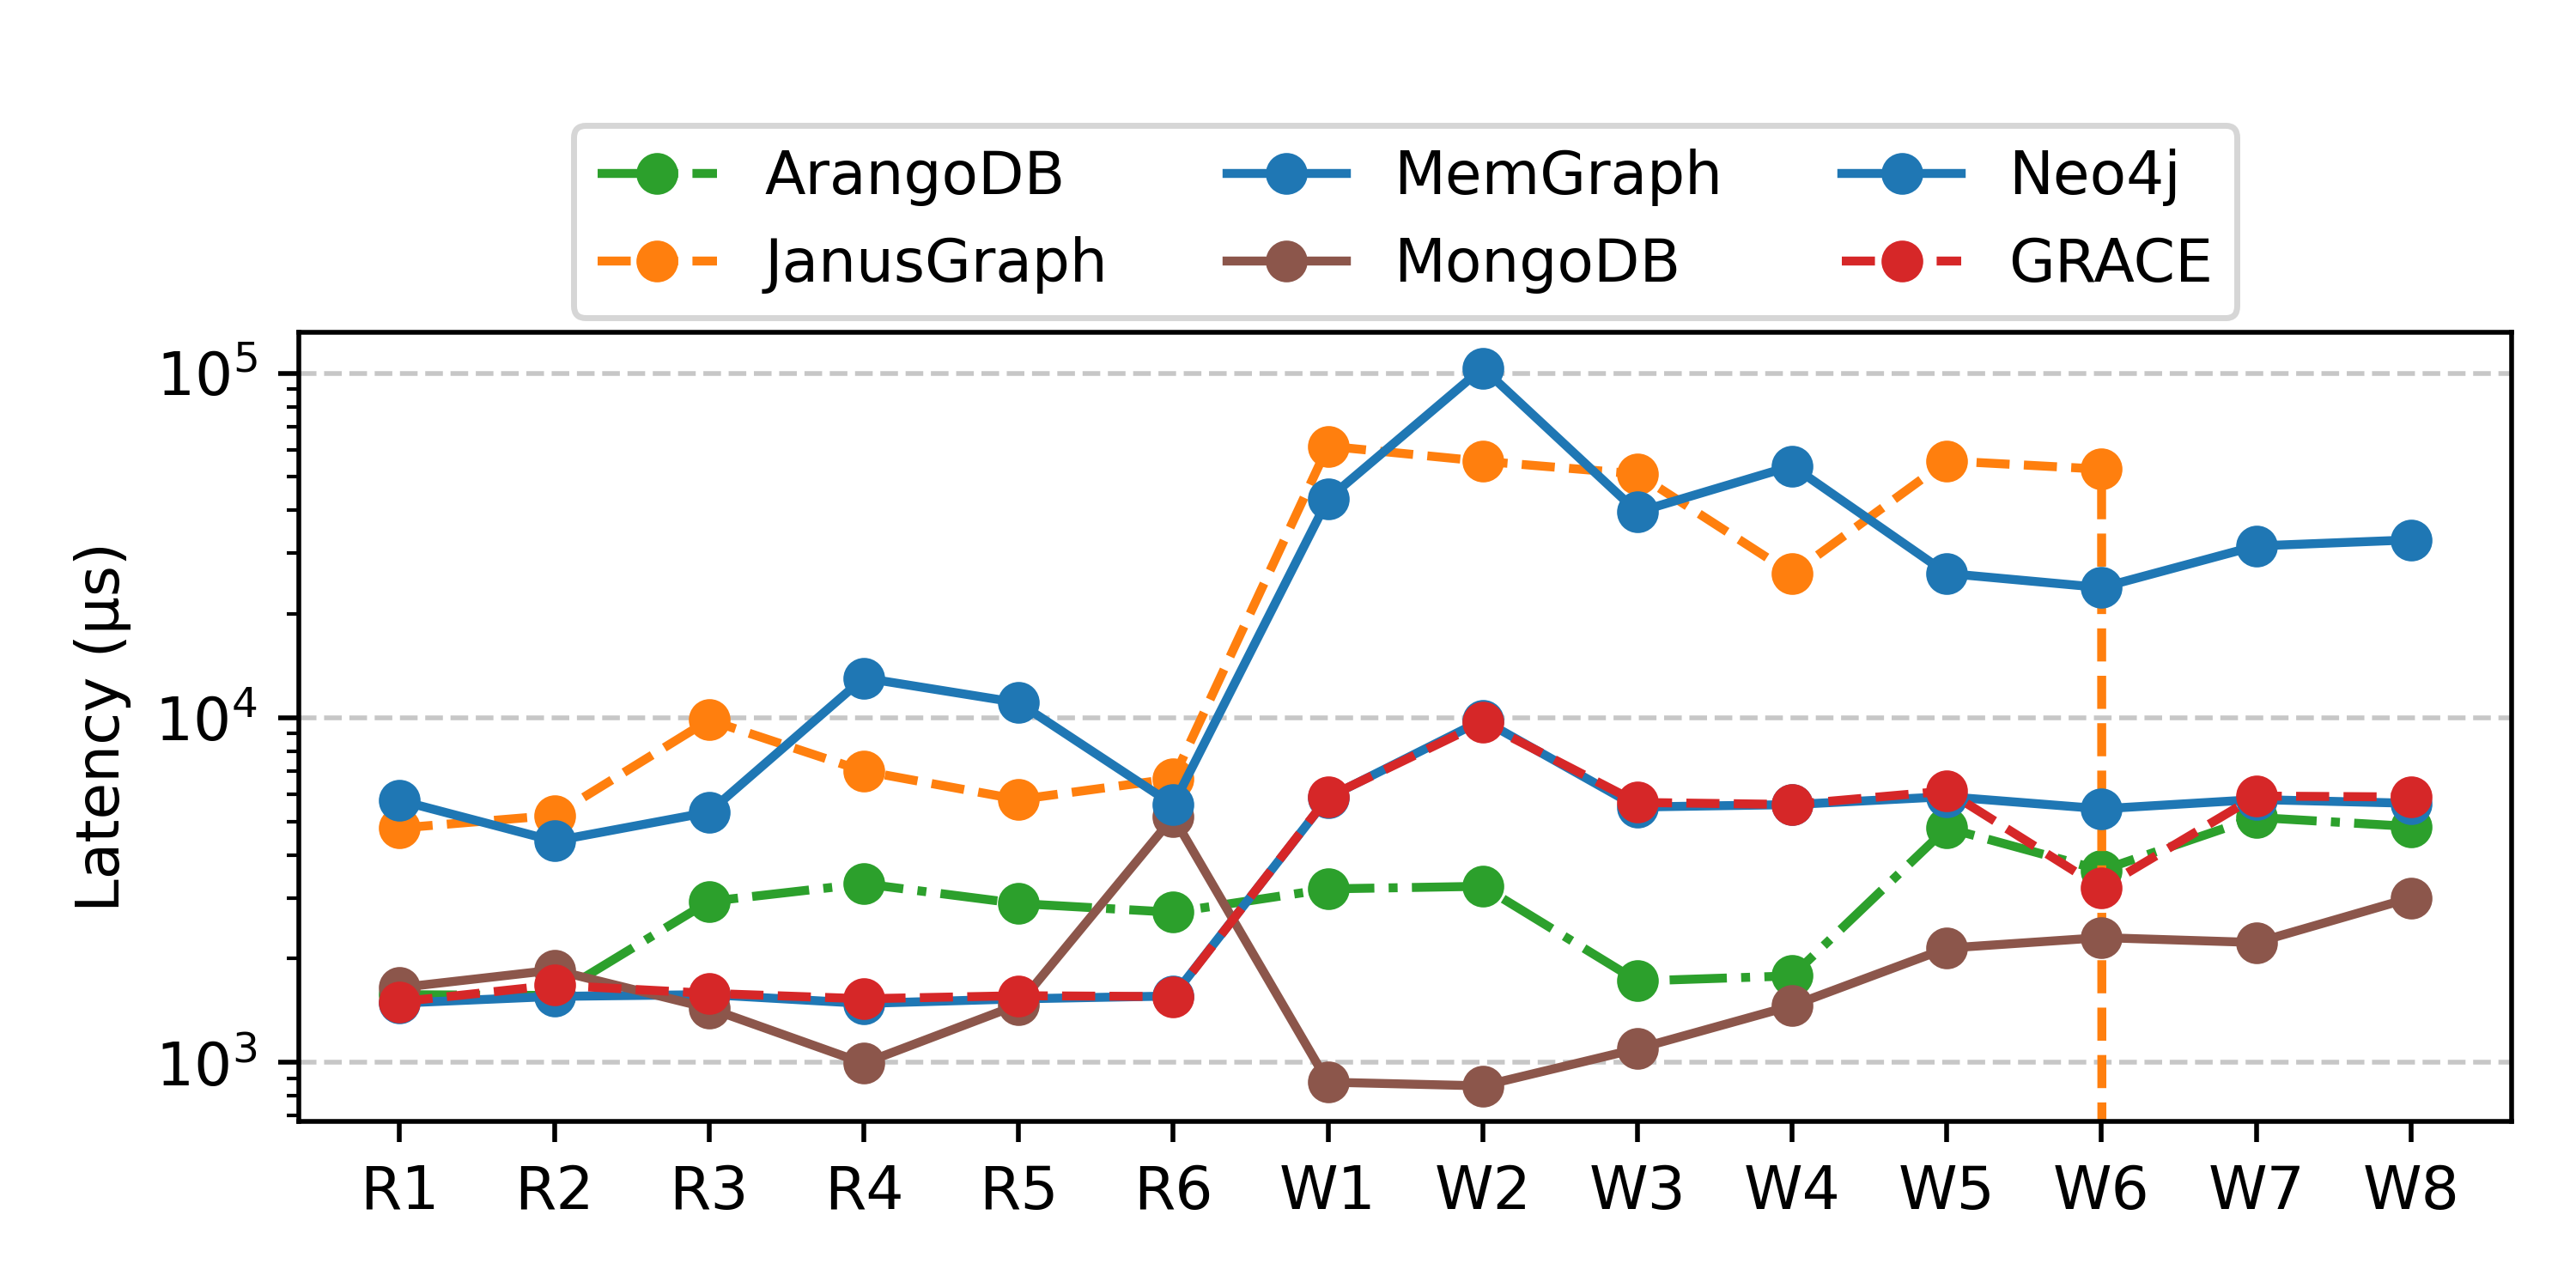 ArangoDB MemGraph Neo4j
JanusGraph MongoDB GRACE
10⁵
10⁴
10³
Latency (µs)
R1 R2 R3 R4 R5 R6 W1 W2 W3 W4 W5 W6 W7 W8